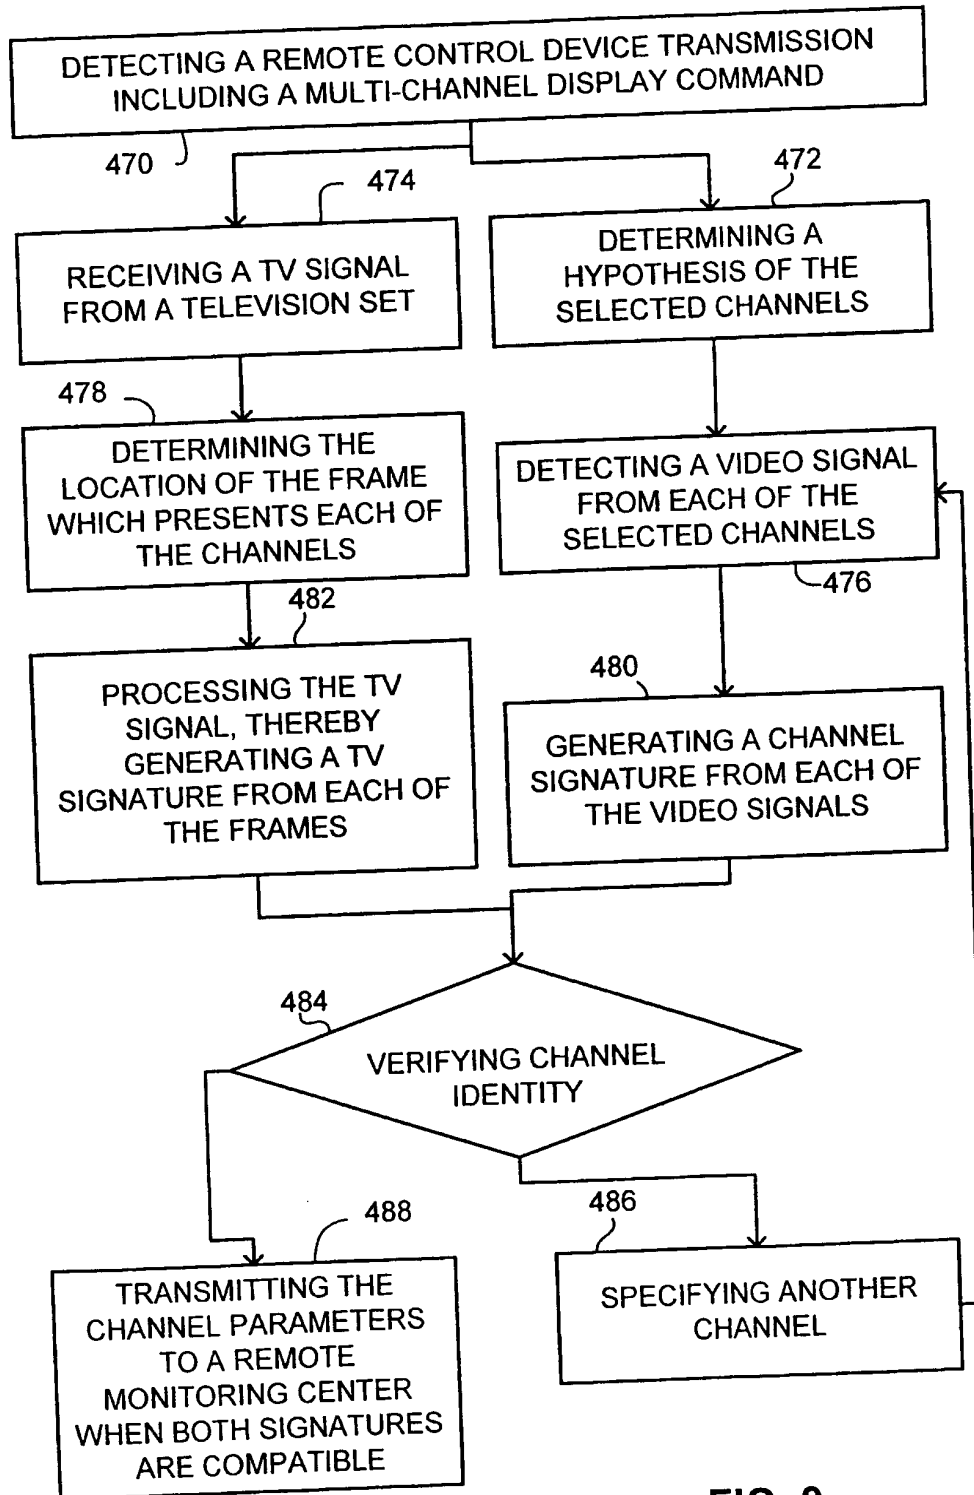 DETECTING A REMOTE CONTROL DEVICE TRANSMISSION
INCLUDING A MULTI-CHANNEL DISPLAY COMMAND
470
474
472
RECEIVING A TV SIGNAL
FROM A TELEVISION SET
DETERMINING A
HYPOTHESIS OF THE
SELECTED CHANNELS
478
DETERMINING THE
LOCATION OF THE FRAME
WHICH PRESENTS EACH OF
THE CHANNELS
DETECTING A VIDEO SIGNAL
FROM EACH OF THE
SELECTED CHANNELS
476
482
480
PROCESSING THE TV
SIGNAL, THEREBY
GENERATING A TV
SIGNATURE FROM EACH OF
THE FRAMES
GENERATING A CHANNEL
SIGNATURE FROM EACH OF
THE VIDEO SIGNALS
484
VERIFYING CHANNEL
IDENTITY
488
486
TRANSMITTING THE
CHANNEL PARAMETERS
TO A REMOTE
MONITORING CENTER
WHEN BOTH SIGNATURES
ARE COMPATIBLE
SPECIFYING ANOTHER
CHANNEL
FIG.